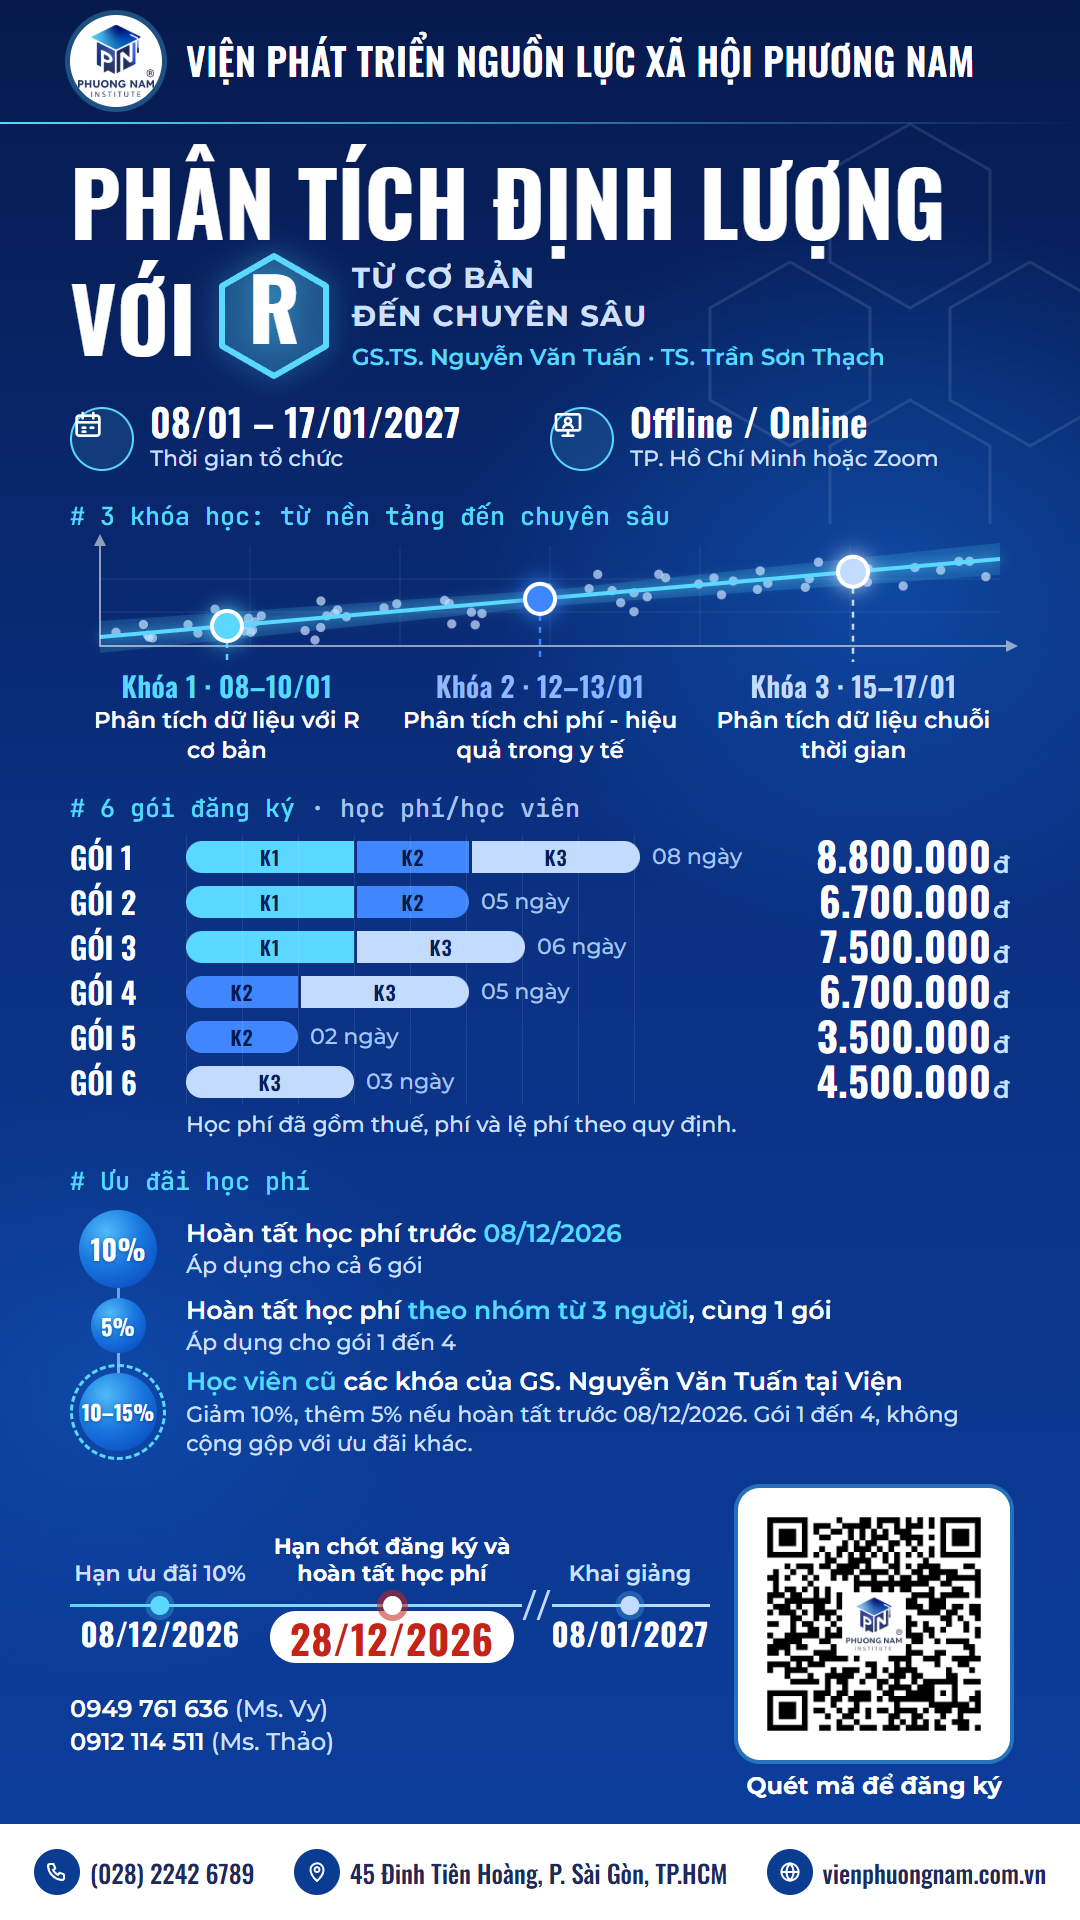 PHUONG NAM
INSTITUTE
®
VIỆN PHÁT TRIỂN NGUỒN LỰC XÃ HỘI PHƯƠNG NAM
PHÂN TÍCH ĐỊNH LƯỢNG
VỚI R
TỪ CƠ BẢN
ĐẾN CHUYÊN SÂU
GS.TS. Nguyễn Văn Tuấn · TS. Trần Sơn Thạch
08/01 – 17/01/2027
Thời gian tổ chức
Offline / Online
TP. Hồ Chí Minh hoặc Zoom
# 3 khóa học: từ nền tảng đến chuyên sâu
Khóa 1 · 08–10/01
Phân tích dữ liệu với R
cơ bản
Khóa 2 · 12–13/01
Phân tích chi phí - hiệu
quả trong y tế
Khóa 3 · 15–17/01
Phân tích dữ liệu chuỗi
thời gian
# 6 gói đăng ký · học phí/học viên
GÓI 1 K1 K2 K3 08 ngày 8.800.000 đ
GÓI 2 K1 K2 05 ngày 6.700.000 đ
GÓI 3 K1 K3 06 ngày 7.500.000 đ
GÓI 4 K2 K3 05 ngày 6.700.000 đ
GÓI 5 K2 02 ngày 3.500.000 đ
GÓI 6 K3 03 ngày 4.500.000 đ
Học phí đã gồm thuế, phí và lệ phí theo quy định.
# Ưu đãi học phí
10%
Hoàn tất học phí trước 08/12/2026
Áp dụng cho cả 6 gói
5%
Hoàn tất học phí theo nhóm từ 3 người, cùng 1 gói
Áp dụng cho gói 1 đến 4
10–15%
Học viên cũ các khóa của GS. Nguyễn Văn Tuấn tại Viện
Giảm 10%, thêm 5% nếu hoàn tất trước 08/12/2026. Gói 1 đến 4, không
cộng gộp với ưu đãi khác.
Hạn ưu đãi 10%
08/12/2026
Hạn chót đăng ký và
hoàn tất học phí
28/12/2026
Khai giảng
08/01/2027
0949 761 636 (Ms. Vy)
0912 114 511 (Ms. Thảo)
PHUONG NAM
INSTITUTE
®
Quét mã để đăng ký
(028) 2242 6789
45 Đinh Tiên Hoàng, P. Sài Gòn, TP.HCM
vienphuongnam.com.vn